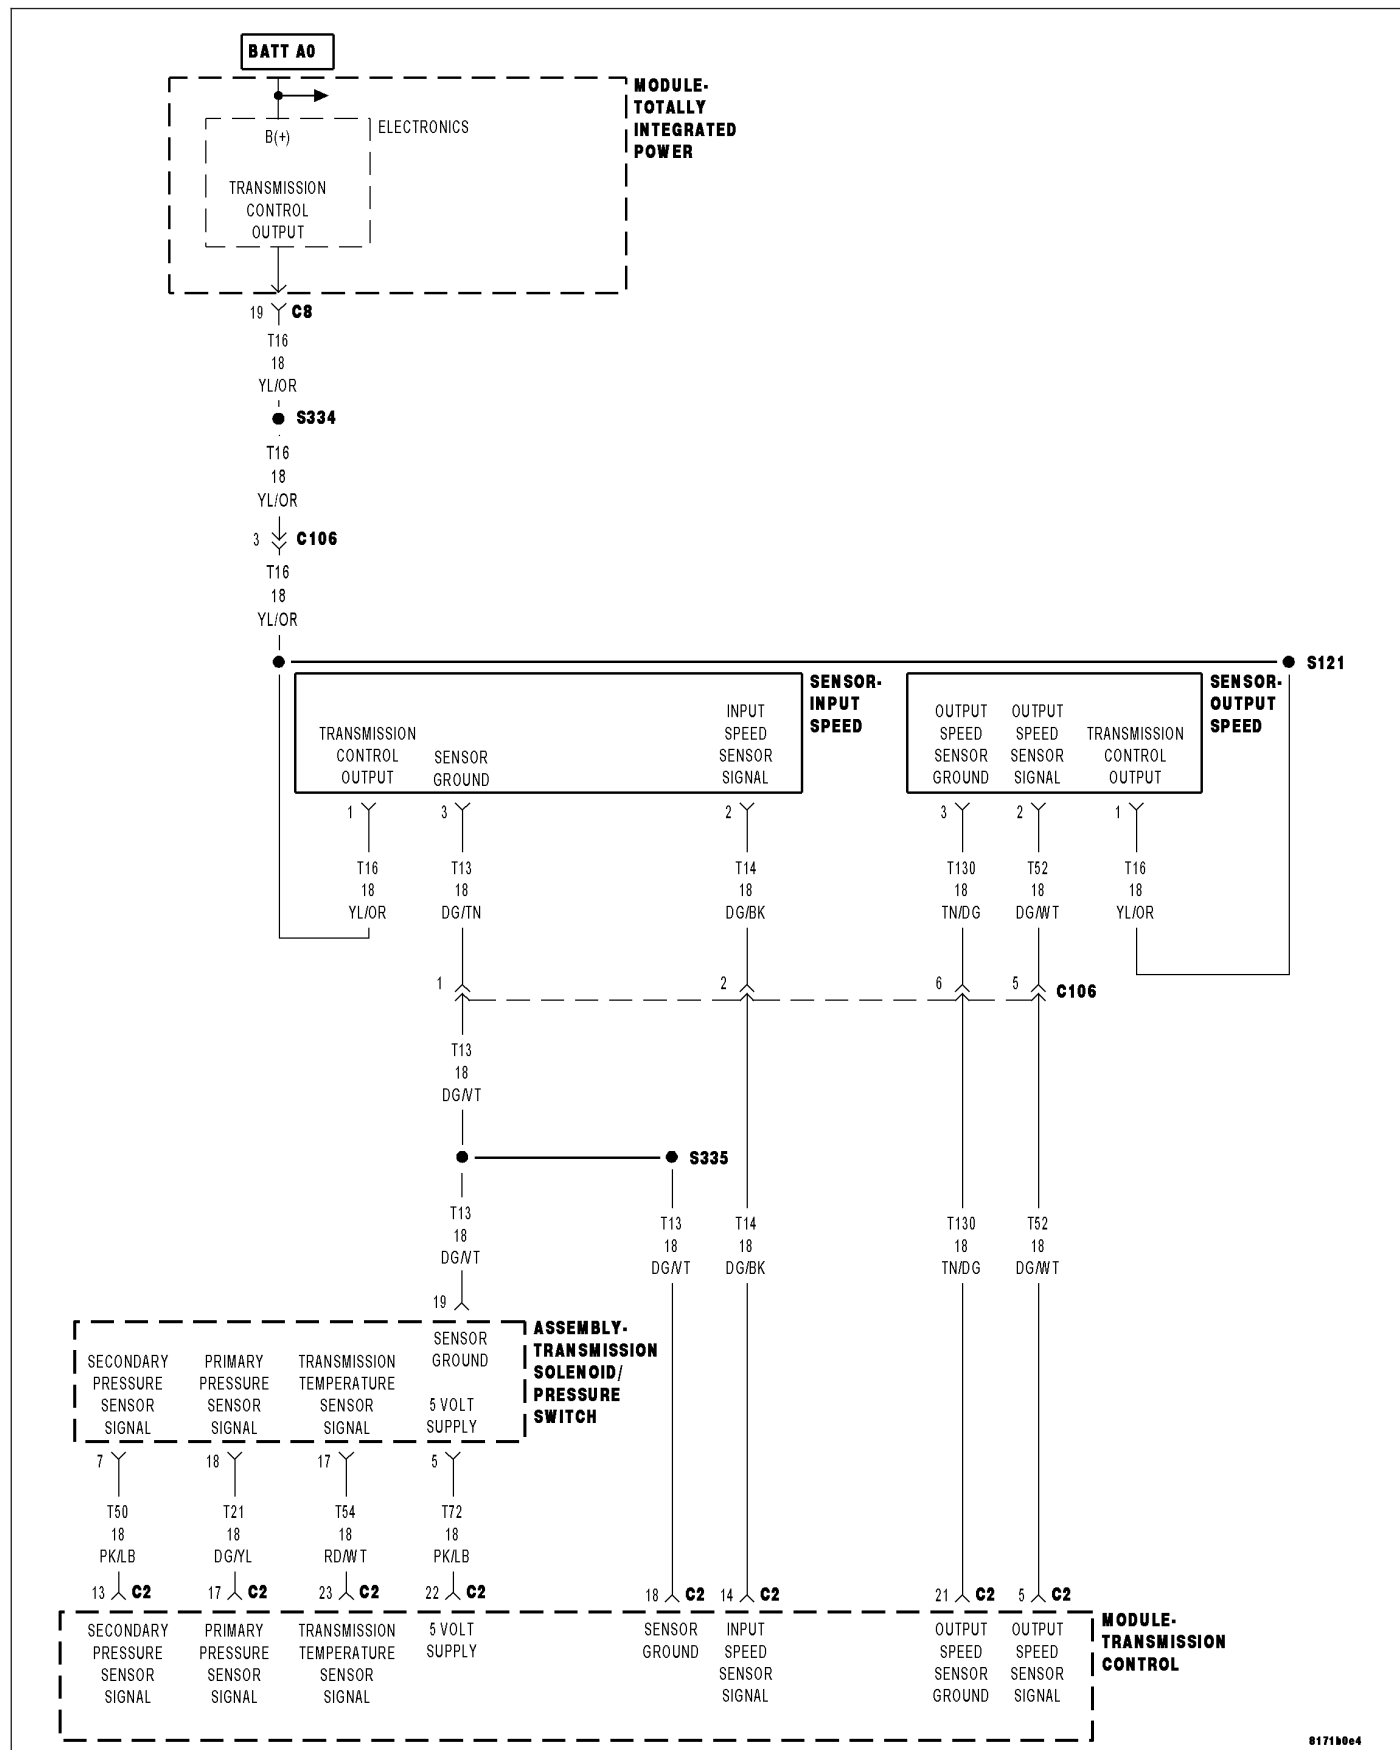 BATT A0
MODULE-
TOTALLY
INTEGRATED
POWER
ELECTRONICS
B(+)
TRANSMISSION
CONTROL
OUTPUT
19 C8
T16
18
YL/OR
S334
T16
18
YL/OR
3 C106
T16
18
YL/OR
S121
SENSOR-
INPUT
SPEED
TRANSMISSION
CONTROL
OUTPUT
SENSOR
GROUND
INPUT
SPEED
SENSOR
SIGNAL
SENSOR-
OUTPUT
SPEED
OUTPUT
SPEED
SENSOR
GROUND
OUTPUT
SPEED
SENSOR
SIGNAL
TRANSMISSION
CONTROL
OUTPUT
1 3 2 3 2 1
T16 T13 T14 T130 T52 T16
18 18 18 18 18 18
YL/OR DG/TN DG/BK TN/DG DG/WT YL/OR
1 2 6 5 C106
T13
18
DG/VT
S335
T13 T13 T14 T130 T52
18 18 18 18 18
DG/VT DG/VT DG/BK TN/DG DG/WT
19
ASSEMBLY-
TRANSMISSION
SOLENOID/
PRESSURE
SWITCH
SENSOR
GROUND
SECONDARY
PRESSURE
SENSOR
SIGNAL
PRIMARY
PRESSURE
SENSOR
SIGNAL
TRANSMISSION
TEMPERATURE
SENSOR
SIGNAL
5 VOLT
SUPPLY
7 18 17 5
T50 T21 T54 T72
18 18 18 18
PK/LB DG/YL RD/WT PK/LB
13 C2 17 C2 23 C2 22 C2 18 C2 14 C2 21 C2 5 C2
SECONDARY
PRESSURE
SENSOR
SIGNAL
PRIMARY
PRESSURE
SENSOR
SIGNAL
TRANSMISSION
TEMPERATURE
SENSOR
SIGNAL
5 VOLT
SUPPLY
SENSOR
GROUND
INPUT
SPEED
SENSOR
SIGNAL
OUTPUT
SPEED
SENSOR
GROUND
OUTPUT
SPEED
SENSOR
SIGNAL
MODULE-
TRANSMISSION
CONTROL
8171b0e4